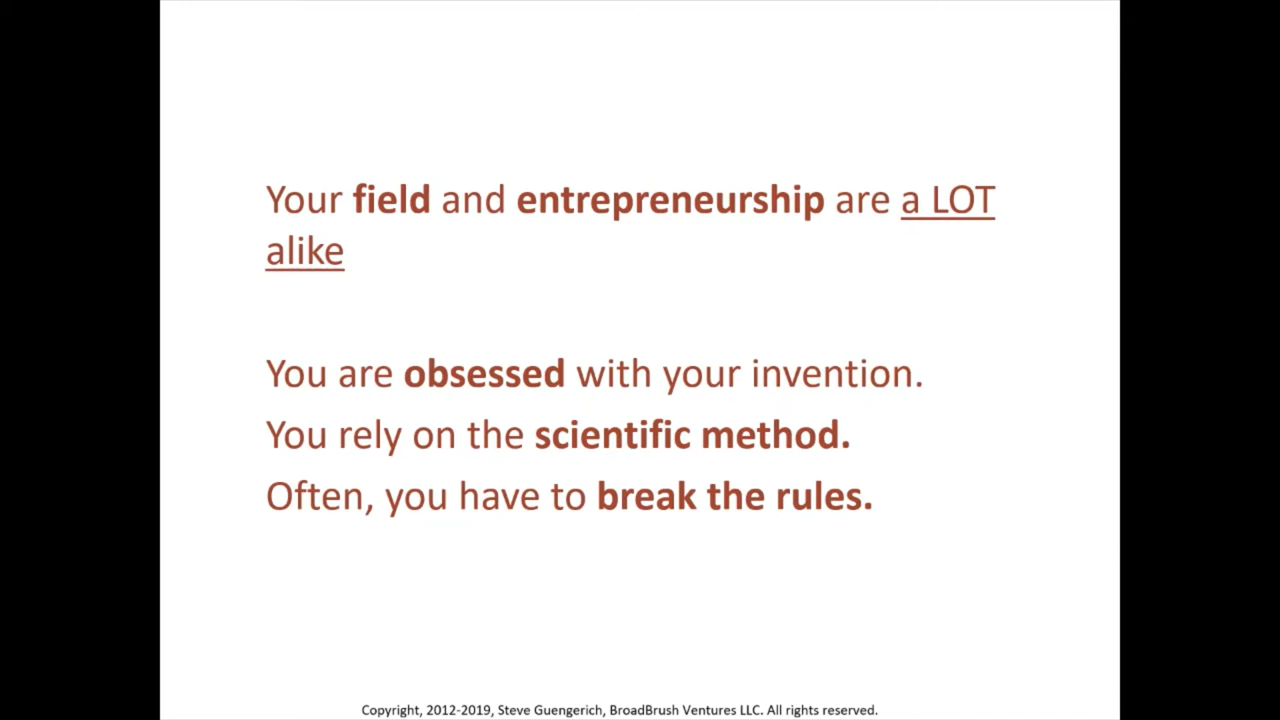 Your field and entrepreneurship are a LOT
alike
You are obsessed with your invention.
You rely on the scientific method.
Often, you have to break the rules.
Copyright, 2012-2019, Steve Guengerich, BroadBrush Ventures LLC. All rights reserved.